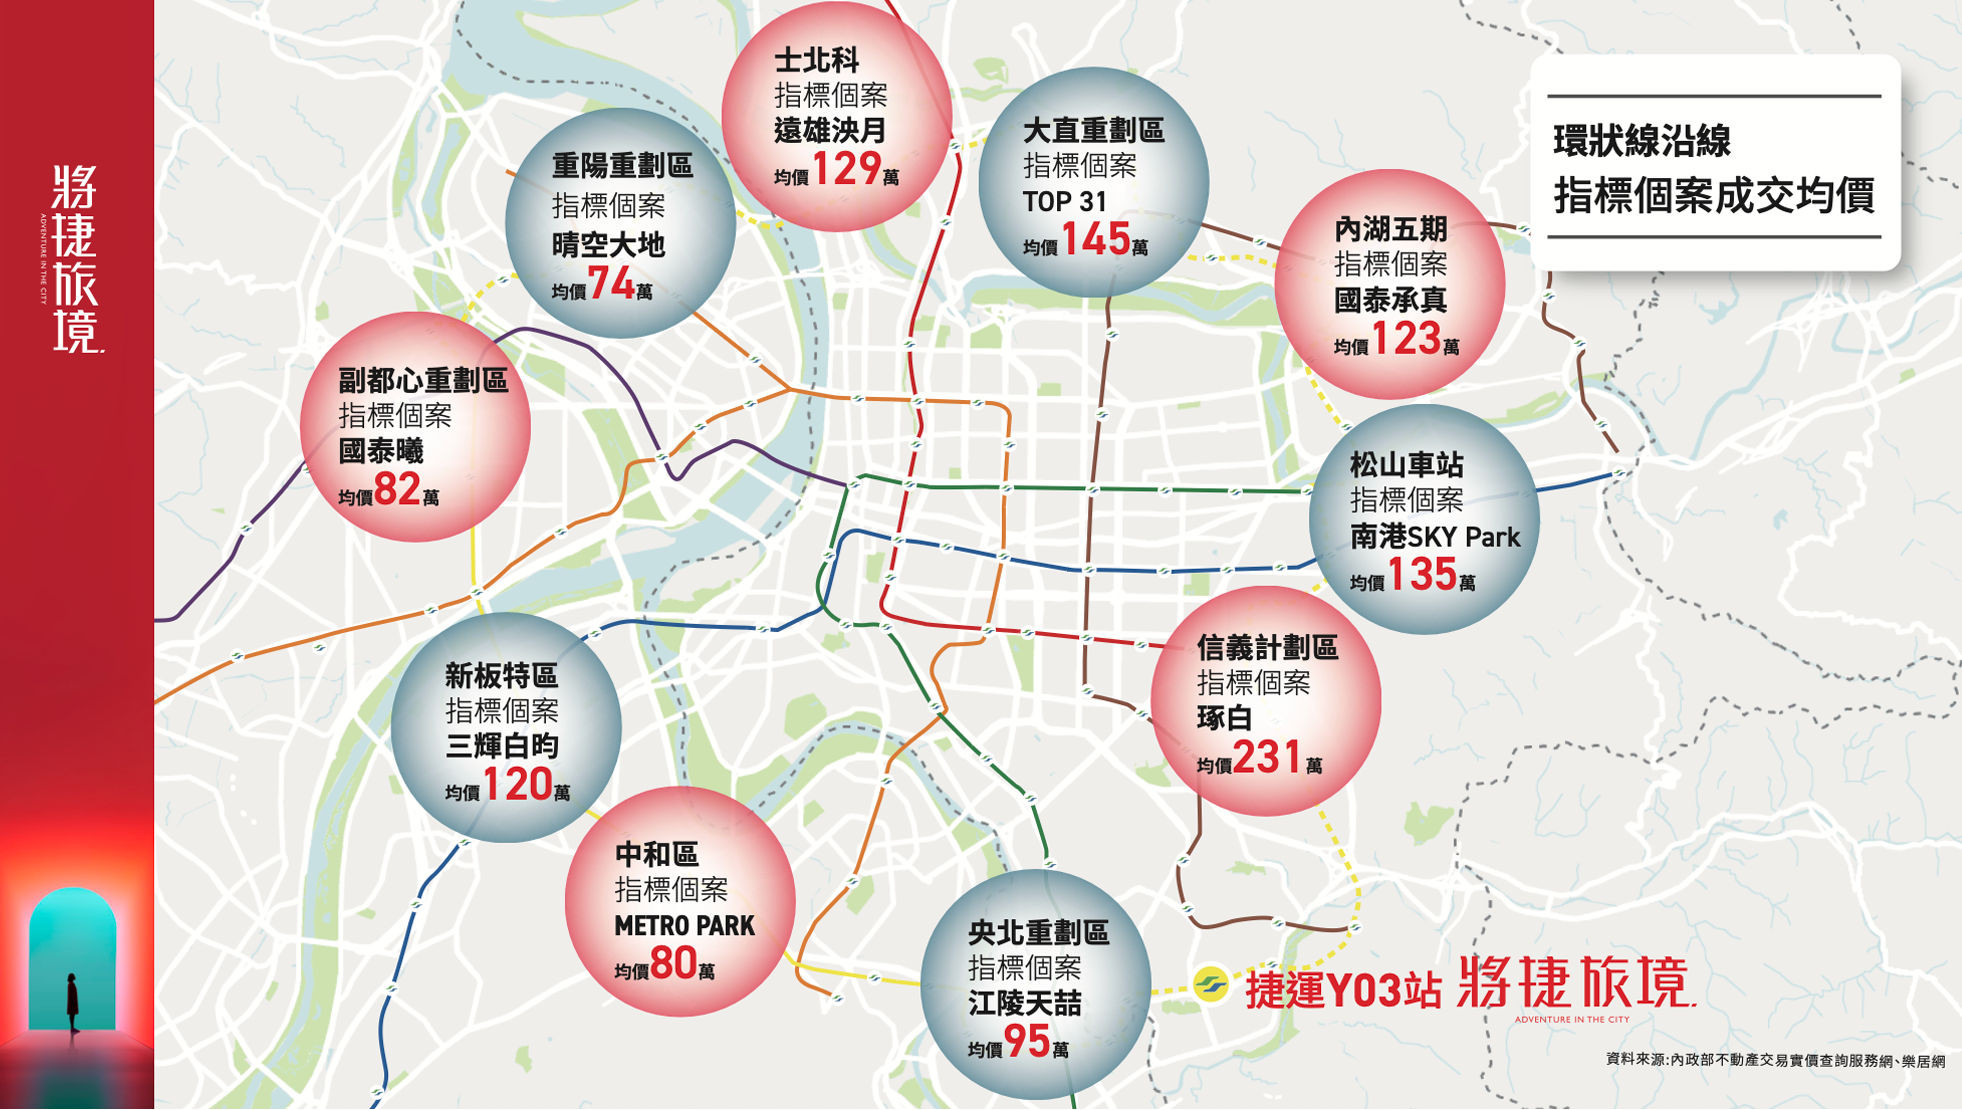 將捷旅境
ADVENTURE IN THE CITY
環狀線沿線
指標個案成交均價
士北科
指標個案
遠雄泱月
均價129萬
大直重劃區
指標個案
TOP 31
均價145萬
重陽重劃區
指標個案
晴空大地
均價74萬
內湖五期
指標個案
國泰承真
均價123萬
副都心重劃區
指標個案
國泰曦
均價82萬
松山車站
指標個案
南港SKY Park
均價135萬
信義計劃區
指標個案
琢白
均價231萬
新板特區
指標個案
三輝白昀
均價120萬
中和區
指標個案
METRO PARK
均價80萬
央北重劃區
指標個案
江陵天喆
均價95萬
捷運Y03站 將捷旅境
ADVENTURE IN THE CITY
資料來源:內政部不動產交易實價查詢服務網、樂居網